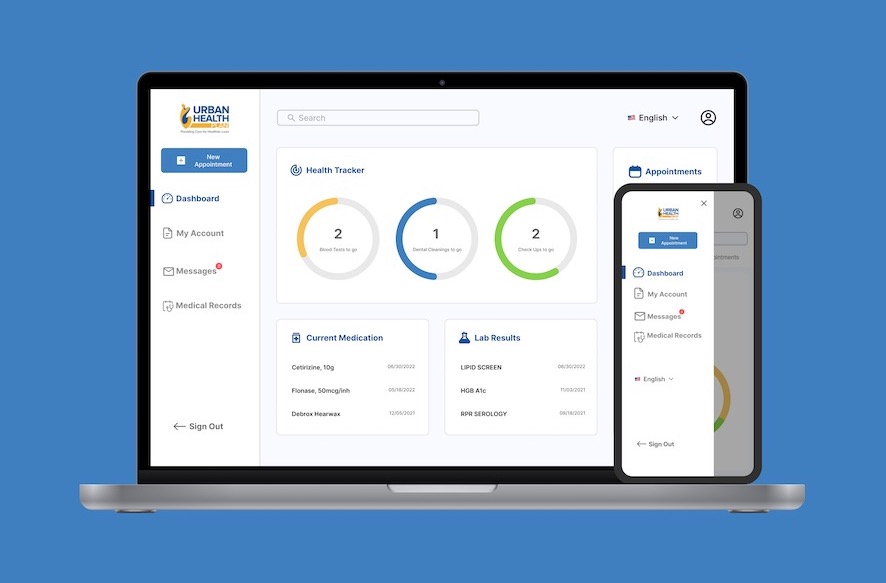 URBAN
HEALTH
PLAN
Providing Care for Healthier Lives
New
Appointment
Dashboard
My Account
Messages
Medical Records
Sign Out
Search
English
Health Tracker
2
Blood Tests to go
1
Dental Cleanings to go
2
Check Ups to go
Appointments
Current Medication
Cetirizine, 10g 06/30/2022
Flonase, 50mcg/inh 05/18/2022
Debrox Hearwax 12/05/2021
Lab Results
LIPID SCREEN 06/30/2022
HGB A1c 11/03/2021
RPR SEROLOGY 09/18/2021
URBAN
HEALTH
PLAN
New
Appointment
Dashboard
My Account
Messages
Medical Records
English
Sign Out
ointments